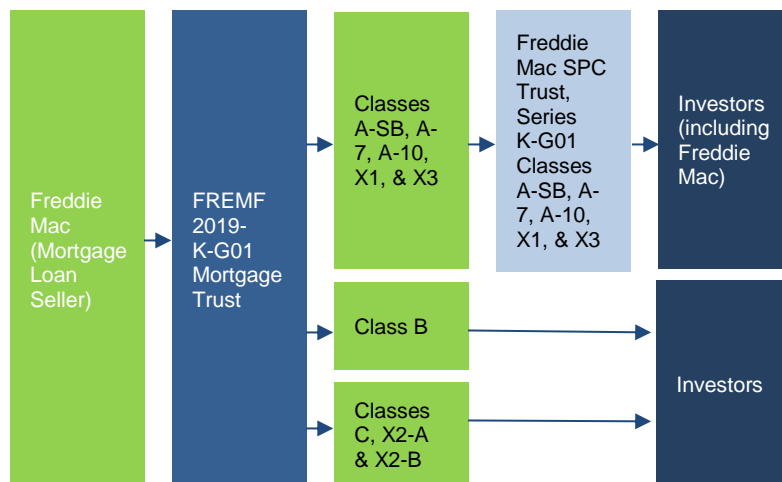 Freddie
Mac
(Mortgage
Loan
Seller)
FREMF
2019-
K-G01
Mortgage
Trust
Classes
A-SB, A-
7, A-10,
X1, & X3
Freddie
Mac SPC
Trust,
Series
K-G01
Classes
A-SB, A-
7, A-10,
X1, & X3
Investors
(including
Freddie
Mac)
Class B
Classes
C, X2-A
& X2-B
Investors